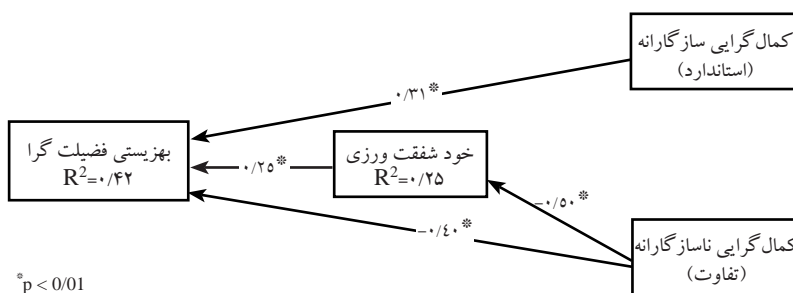 کمال‌گرایی سازگارانه
(استاندارد)
۰/۳۱*
بهزیستی فضیلت گرا
R²=۰/۴۲
۰/۲۵*
خود شفقت ورزی
R²=۰/۲۵
−۰/۵۰*
−۰/٤۰*
کمال‌گرایی ناسازگارانه
(تفاوت)
*p < 0/01